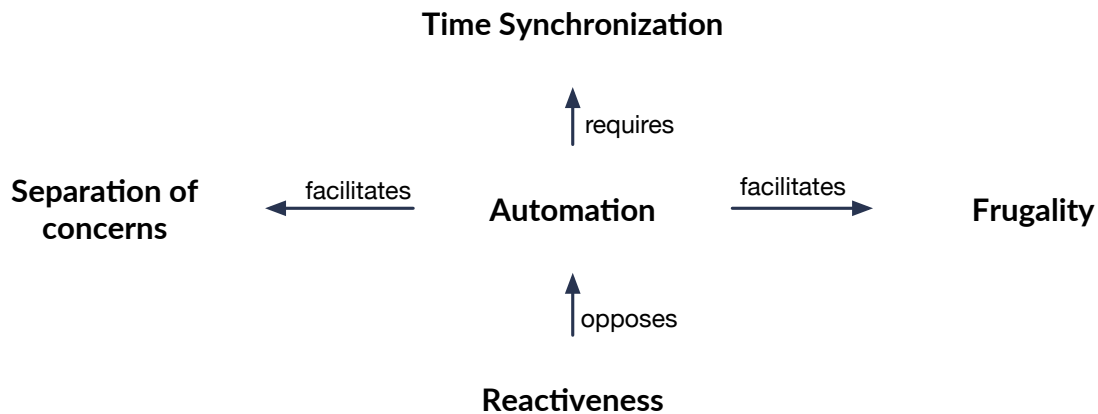 Time Synchronization
requires
Separation of
concerns
facilitates
Automation
facilitates
Frugality
opposes
Reactiveness